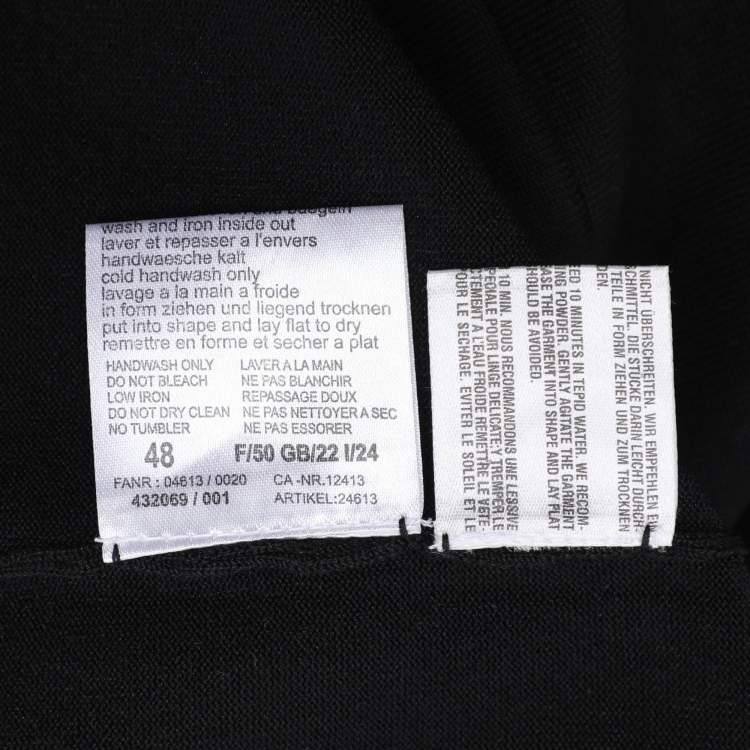 wash and iron inside out
laver et repasser a l'envers
handwaesche kalt
cold handwash only
lavage a la main a froide
in form ziehen und liegend trocknen
put into shape and lay flat to dry
remettre en forme et secher a plat
HANDWASH ONLY LAVER A LA MAIN
DO NOT BLEACH NE PAS BLANCHIR
LOW IRON REPASSAGE DOUX
DO NOT DRY CLEAN NE PAS NETTOYER A SEC
NO TUMBLER NE PAS ESSORER
48 F/50 GB/22 I/24
FANR : 04613 / 0020 CA -NR.12413
432069 / 001 ARTIKEL:24613
NICHT ÜBERSCHREITEN. WIR EMPFEHLEN
SCHMITTEL, DIE STÜCKE DARIN LEICHT DURCH-
TEILE IN FORM ZIEHEN UND ZUM TROCKNEN
DEN.
10 MINUTES IN TEPID WATER. WE RECOM-
ING POWDER. GENTLY AGITATE THE GARMENT
ASE THE GARMENT INTO SHAPE AND LAY FLAT
SHOULD BE AVOIDED.
10 MIN. NOUS RECOMMANDONS UNE LESSIVE
PECIALE POUR LINGE DELICATE:Y TREMPER LE
CTEMENT A L'EAU FROIDE REMETTRE LE VETE-
POUR LE SECHAGE. EVITER LE SOLEIL ET LE